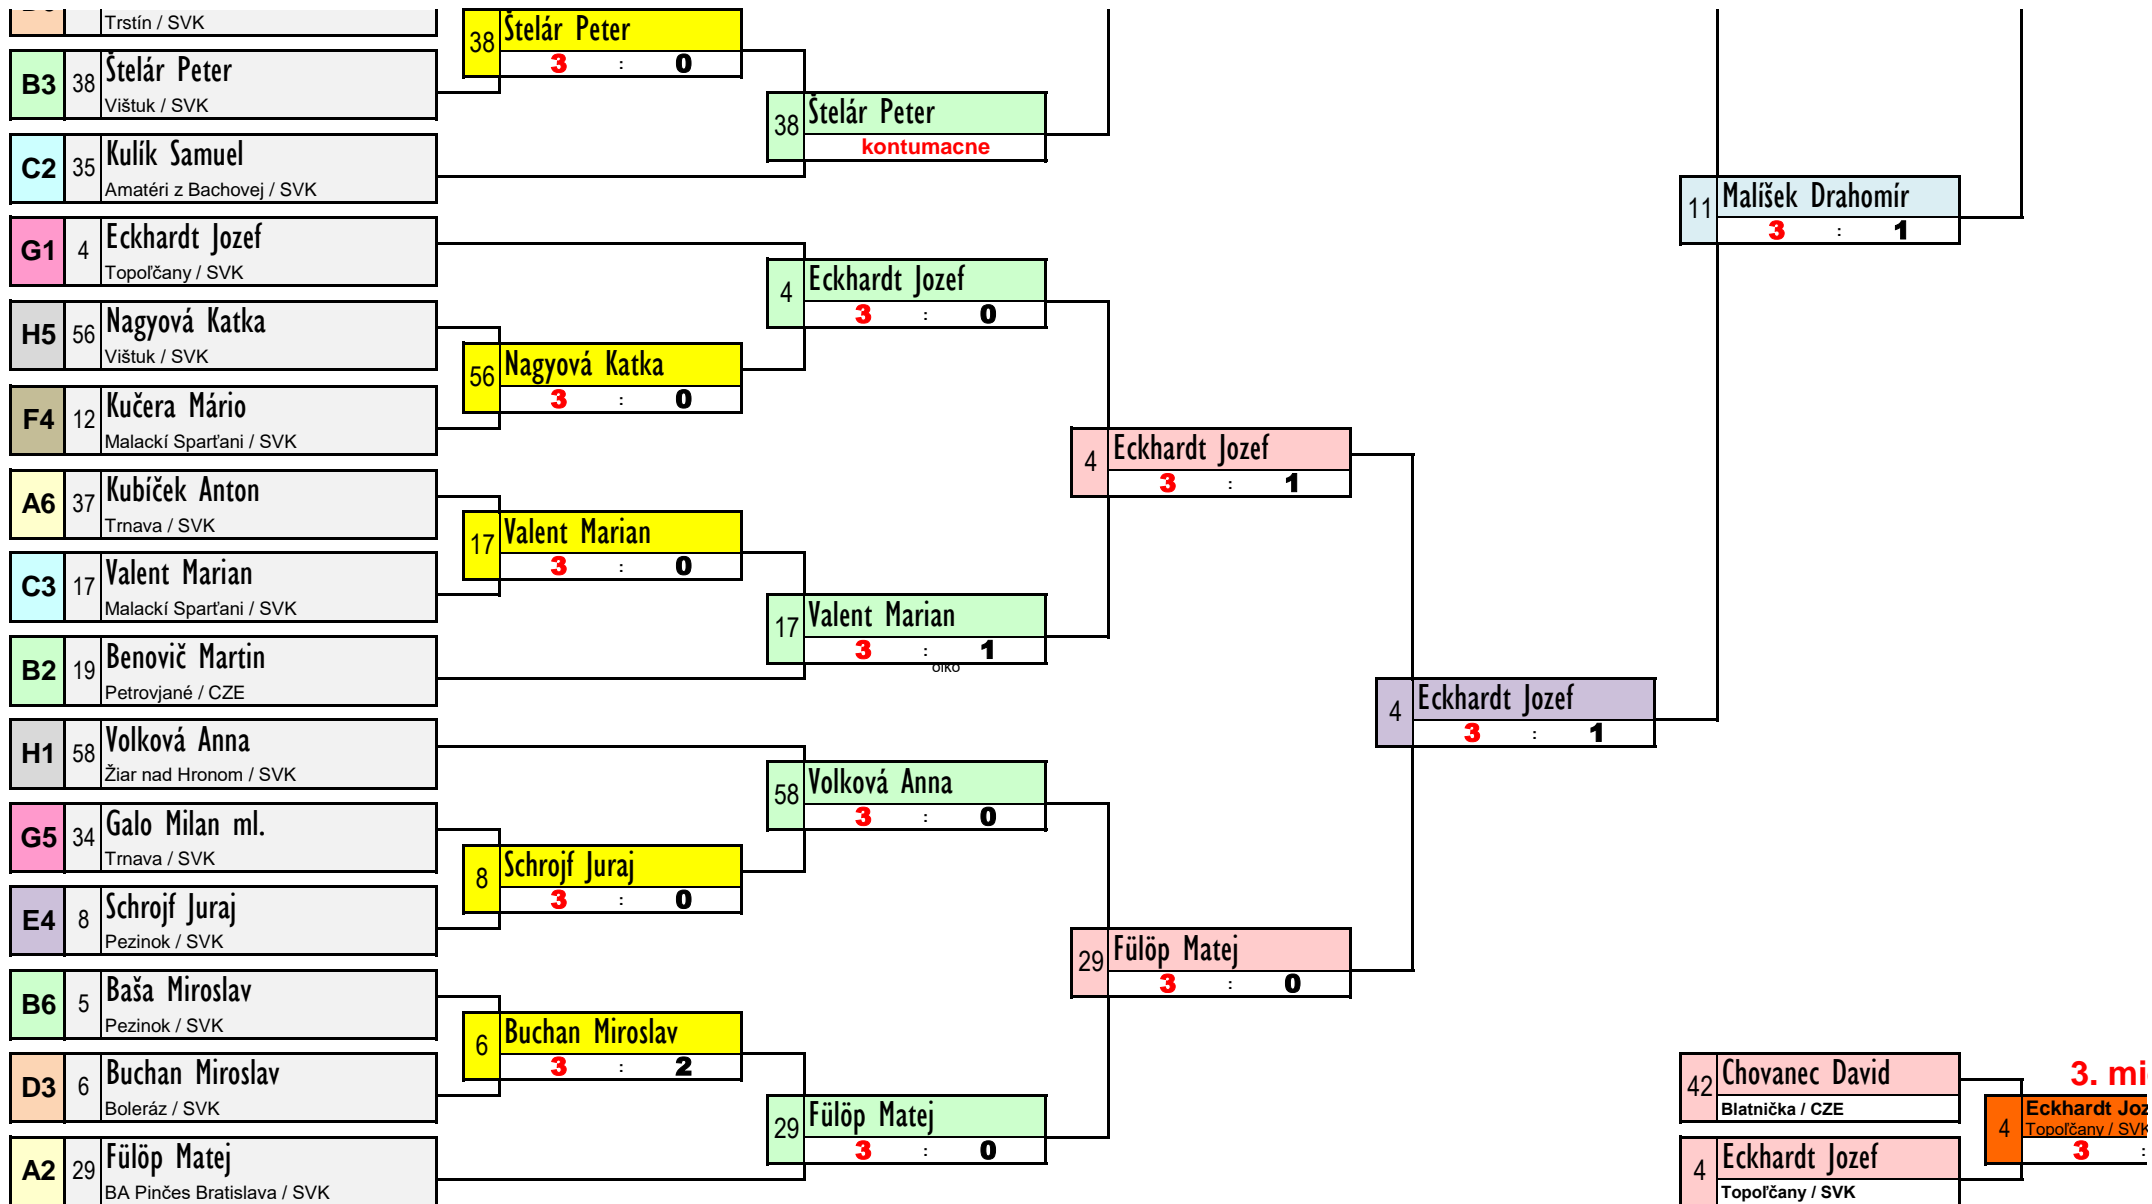 Trstín / SVK
B3 38 Štelár Peter
Vištuk / SVK
C2 35 Kulík Samuel
Amatéri z Bachovej / SVK
G1 4 Eckhardt Jozef
Topoľčany / SVK
H5 56 Nagyová Katka
Vištuk / SVK
F4 12 Kučera Mário
Malackí Sparťani / SVK
A6 37 Kubíček Anton
Trnava / SVK
C3 17 Valent Marian
Malackí Sparťani / SVK
B2 19 Benovič Martin
Petrovjané / CZE
H1 58 Volková Anna
Žiar nad Hronom / SVK
G5 34 Galo Milan ml.
Trnava / SVK
E4 8 Schrojf Juraj
Pezinok / SVK
B6 5 Baša Miroslav
Pezinok / SVK
D3 6 Buchan Miroslav
Boleráz / SVK
A2 29 Fülöp Matej
BA Pinčes Bratislava / SVK
38 Štelár Peter
3 : 0
56 Nagyová Katka
3 : 0
17 Valent Marian
3 : 0
8 Schrojf Juraj
3 : 0
6 Buchan Miroslav
3 : 2
38 Štelár Peter
kontumacne
4 Eckhardt Jozef
3 : 0
17 Valent Marian
3 : 1
58 Volková Anna
3 : 0
29 Fülöp Matej
3 : 0
4 Eckhardt Jozef
3 : 1
29 Fülöp Matej
3 : 0
4 Eckhardt Jozef
3 : 1
11 Malíšek Drahomír
3 : 1
42 Chovanec David
Blatnička / CZE
4 Eckhardt Jozef
Topoľčany / SVK
3. mi
4 Eckhardt Joz
Topoľčany / SVK
3 :